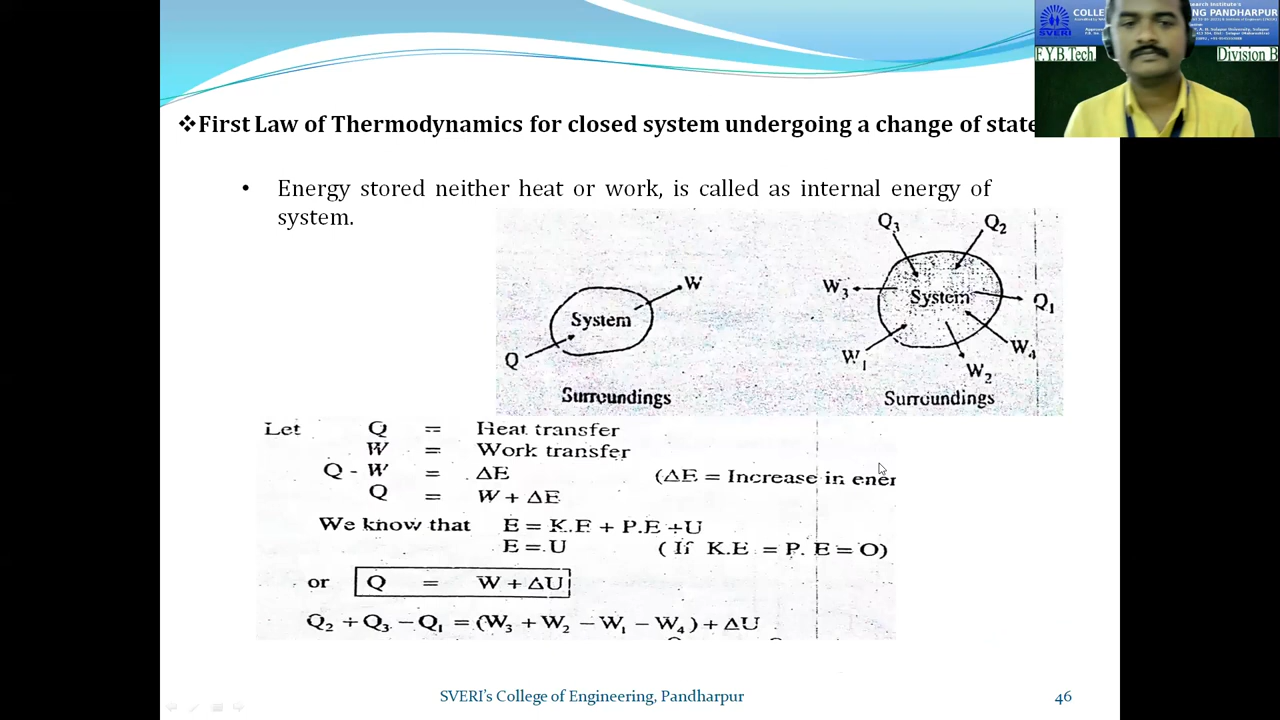 SVERI
F.Y.B.Tech.
Division B
❖First Law of Thermodynamics for closed system undergoing a change of state
• Energy stored neither heat or work, is called as internal energy of
system.
Q3 Q2
W W3 System Q1
System
Q W1 W2 W4
Surroundings Surroundings
Let Q = Heat transfer
W = Work transfer
Q - W = ΔE (ΔE = Increase in ener
Q = W + ΔE
We know that E = K.E + P.E + U
E = U ( If K.E = P. E = O)
or Q = W + ΔU
Q2 + Q3 – Q1 = (W3 + W2 – W1 – W4) + ΔU
SVERI's College of Engineering, Pandharpur 46